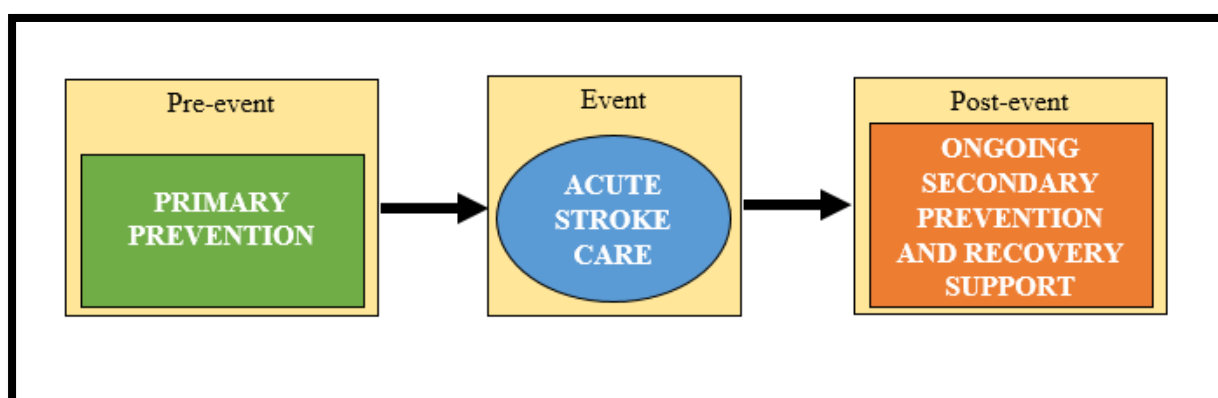 Pre-event
PRIMARY
PREVENTION
Event
ACUTE
STROKE
CARE
Post-event
ONGOING
SECONDARY
PREVENTION
AND RECOVERY
SUPPORT